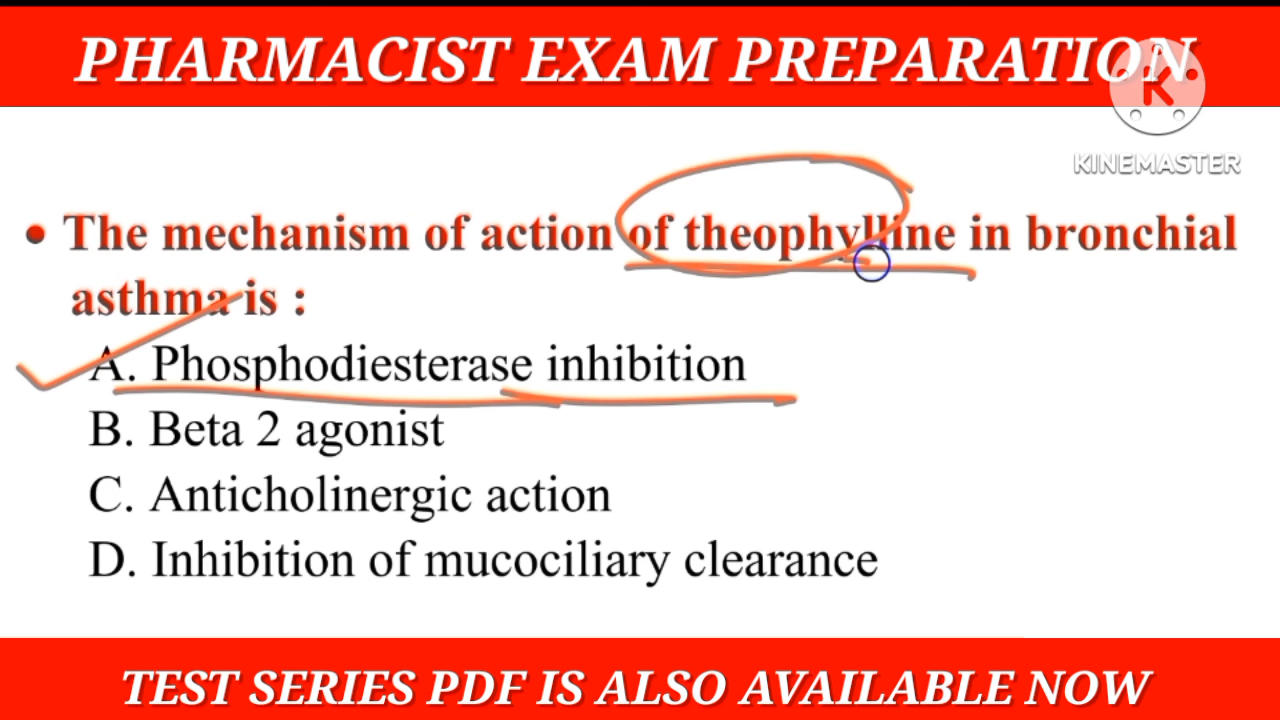 PHARMACIST EXAM PREPARATION
K
KINEMASTER
• The mechanism of action of theophylline in bronchial
asthma is :
A. Phosphodiesterase inhibition
B. Beta 2 agonist
C. Anticholinergic action
D. Inhibition of mucociliary clearance
TEST SERIES PDF IS ALSO AVAILABLE NOW